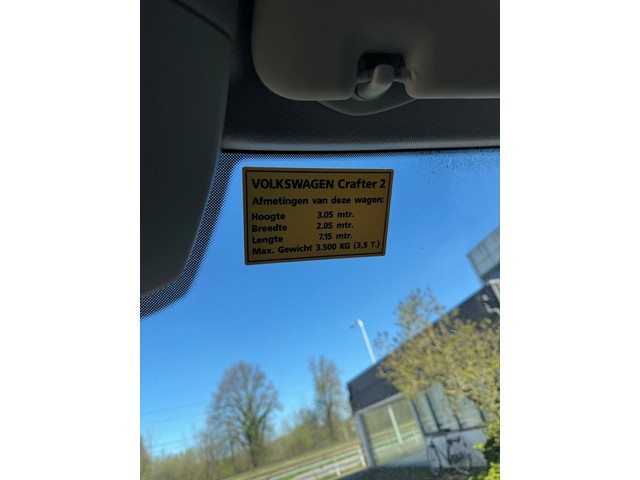 VOLKSWAGEN Crafter 2
Afmetingen van deze wagen:
Hoogte 3.05 mtr.
Breedte 2.05 mtr.
Lengte 7.15 mtr.
Max. Gewicht 3.500 KG (3,5 T.)